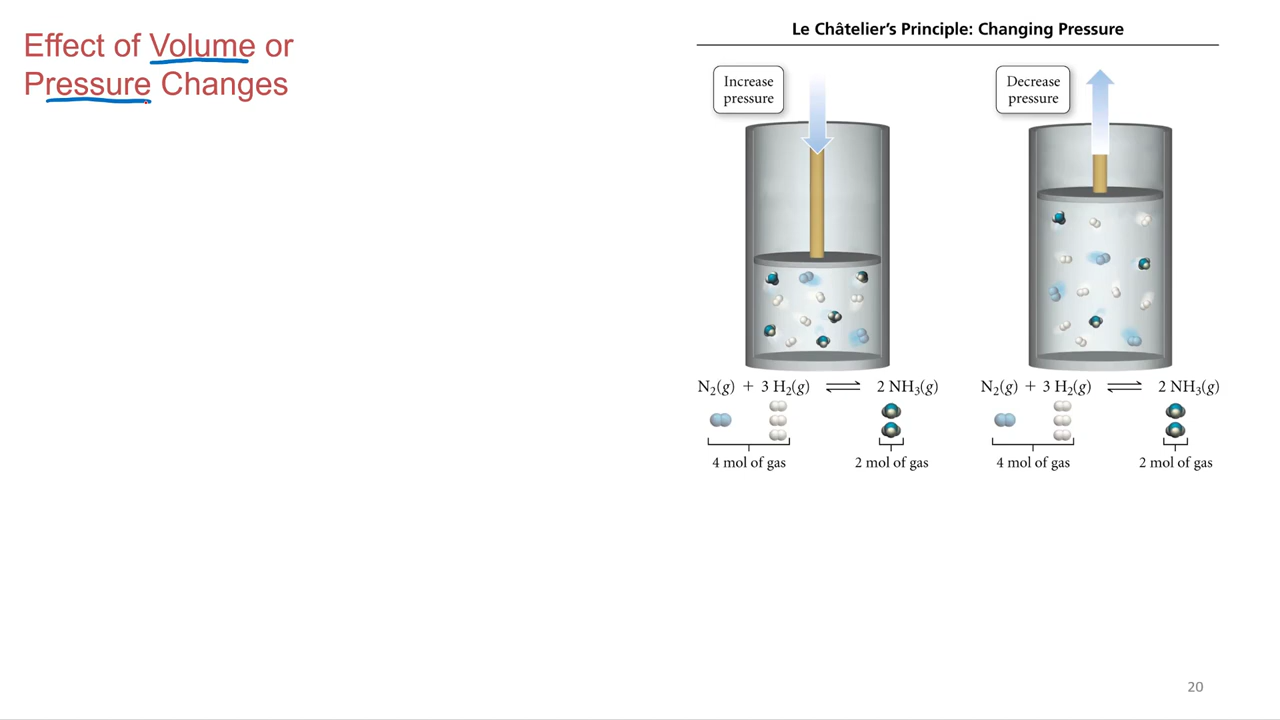 Effect of Volume or
Pressure Changes
Le Châtelier's Principle: Changing Pressure
Increase
pressure
Decrease
pressure
N₂(g) + 3 H₂(g) ⇌ 2 NH₃(g)
4 mol of gas 2 mol of gas
N₂(g) + 3 H₂(g) ⇌ 2 NH₃(g)
4 mol of gas 2 mol of gas
20